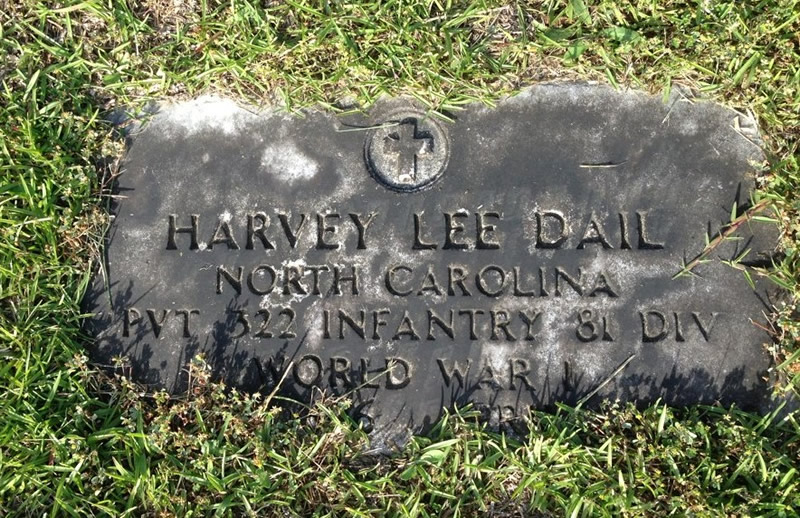 HARVEY LEE DAIL
NORTH CAROLINA
PVT 322 INFANTRY 81 DIV
WORLD WAR I